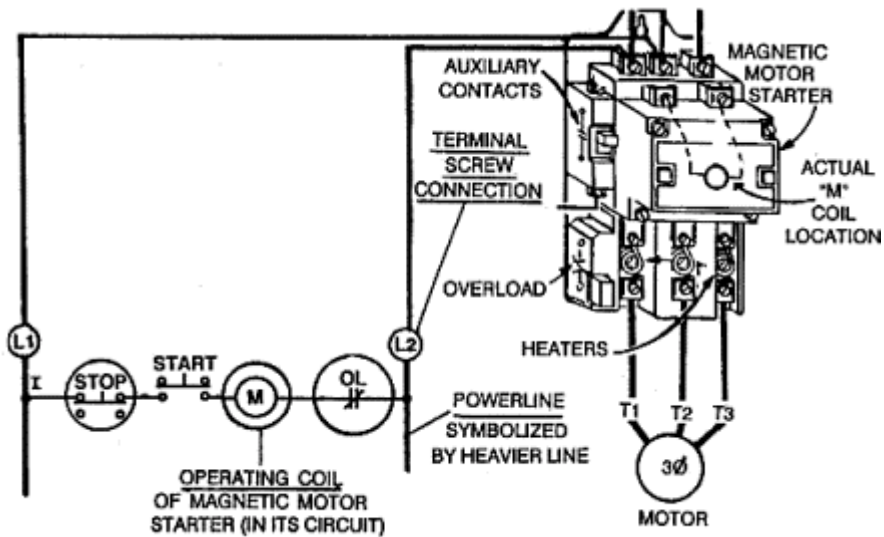 AUXILIARY
CONTACTS
MAGNETIC
MOTOR
STARTER
TERMINAL
SCREW
CONNECTION
ACTUAL
"M"
COIL
LOCATION
OVERLOAD
HEATERS
L1
L2
I
STOP
START
M
OL
POWERLINE
SYMBOLIZED
BY HEAVIER LINE
T1 T2 T3
OPERATING COIL
OF MAGNETIC MOTOR
STARTER (IN ITS CIRCUIT)
3Ø
MOTOR